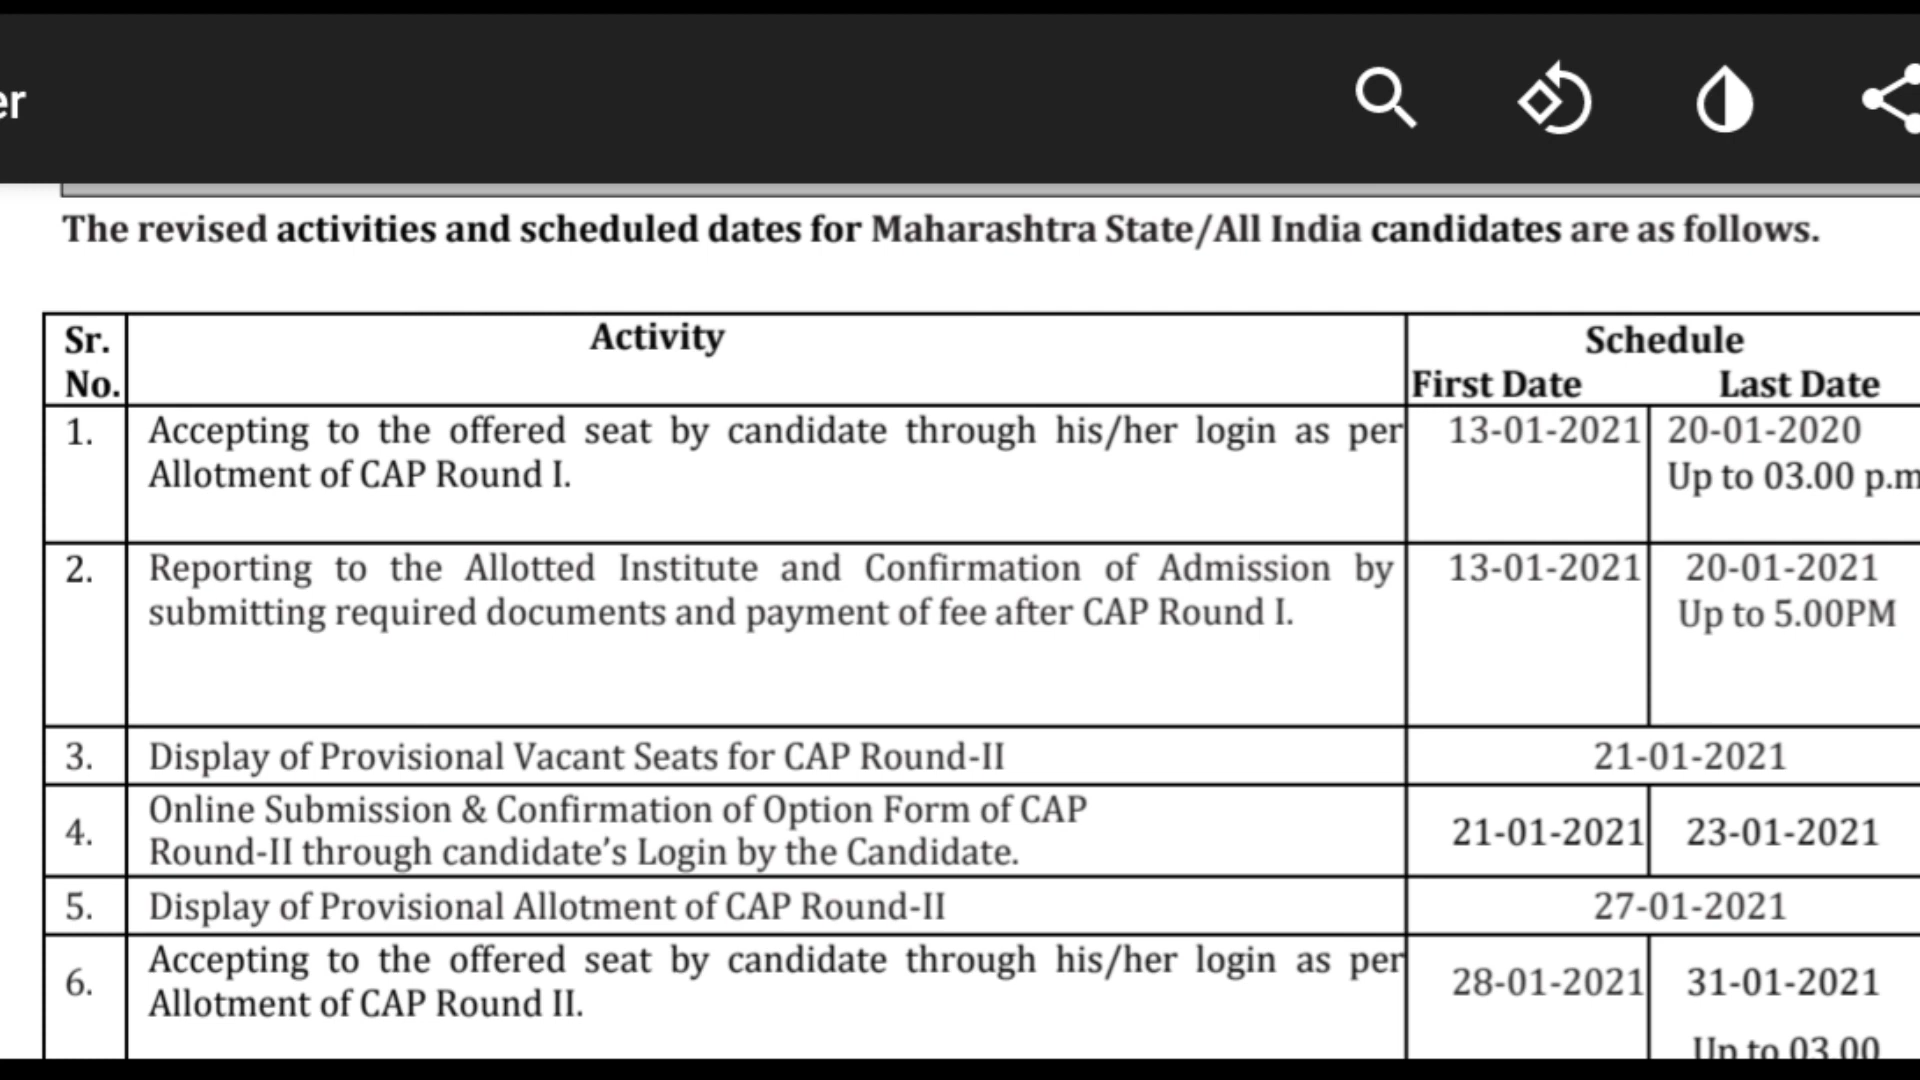 er
The revised activities and scheduled dates for Maharashtra State/All India candidates are as follows.
Sr. No.
Activity
Schedule
First Date Last Date
1.
Accepting to the offered seat by candidate through his/her login as per
Allotment of CAP Round I.
13-01-2021
20-01-2020
Up to 03.00 p.m
2.
Reporting to the Allotted Institute and Confirmation of Admission by
submitting required documents and payment of fee after CAP Round I.
13-01-2021
20-01-2021
Up to 5.00PM
3.
Display of Provisional Vacant Seats for CAP Round-II
21-01-2021
4.
Online Submission & Confirmation of Option Form of CAP
Round-II through candidate’s Login by the Candidate.
21-01-2021
23-01-2021
5.
Display of Provisional Allotment of CAP Round-II
27-01-2021
6.
Accepting to the offered seat by candidate through his/her login as per
Allotment of CAP Round II.
28-01-2021
31-01-2021
Up to 03.00